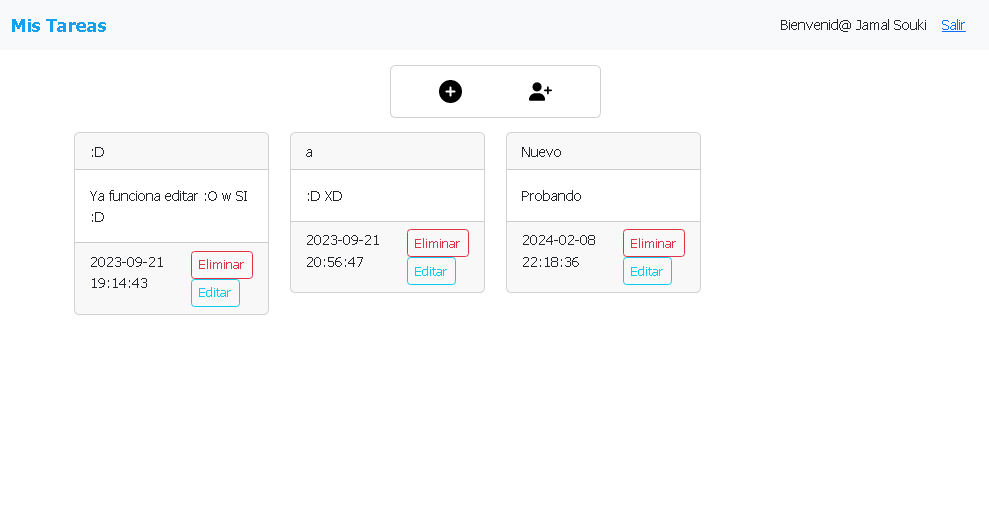 Mis Tareas
Bienvenid@ Jamal Souki Salir
:D
Ya funciona editar :O w SI
:D
2023-09-21
19:14:43
Eliminar
Editar
a
:D XD
2023-09-21
20:56:47
Eliminar
Editar
Nuevo
Probando
2024-02-08
22:18:36
Eliminar
Editar